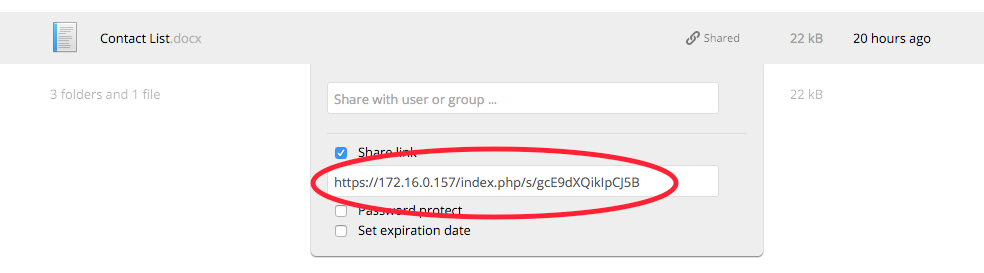 Contact List.docx Shared 22 kB 20 hours ago
3 folders and 1 file 22 kB
Share with user or group ...
Share link
https://172.16.0.157/index.php/s/gcE9dXQikIpCJ5B
Password protect
Set expiration date